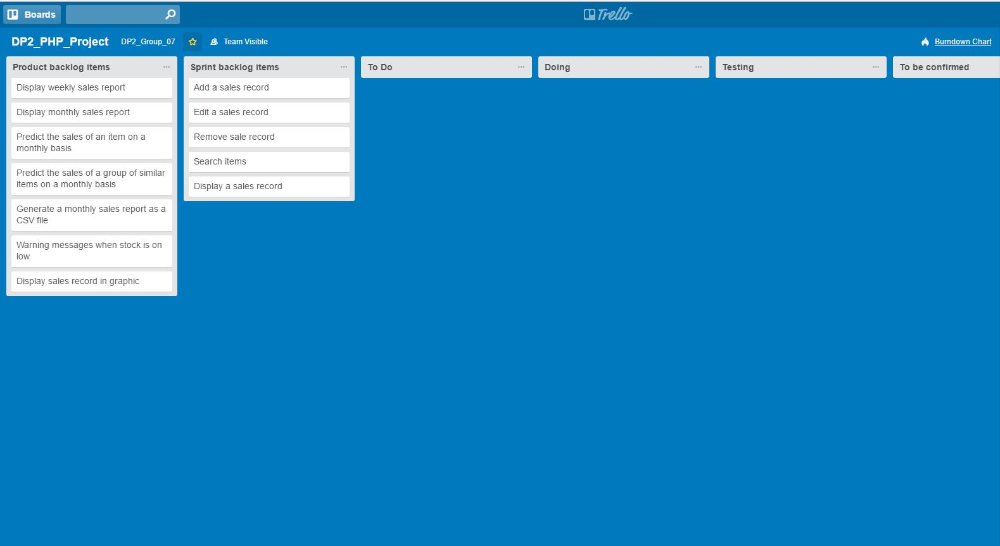 Boards
Trello
DP2_PHP_Project
DP2_Group_07
Team Visible
Burndown Chart
Product backlog items
Display weekly sales report
Display monthly sales report
Predict the sales of an item on a
monthly basis
Predict the sales of a group of similar
items on a monthly basis
Generate a monthly sales report as a
CSV file
Warning messages when stock is on
low
Display sales record in graphic
Sprint backlog items
Add a sales record
Edit a sales record
Remove sale record
Search items
Display a sales record
To Do
Doing
Testing
To be confirmed